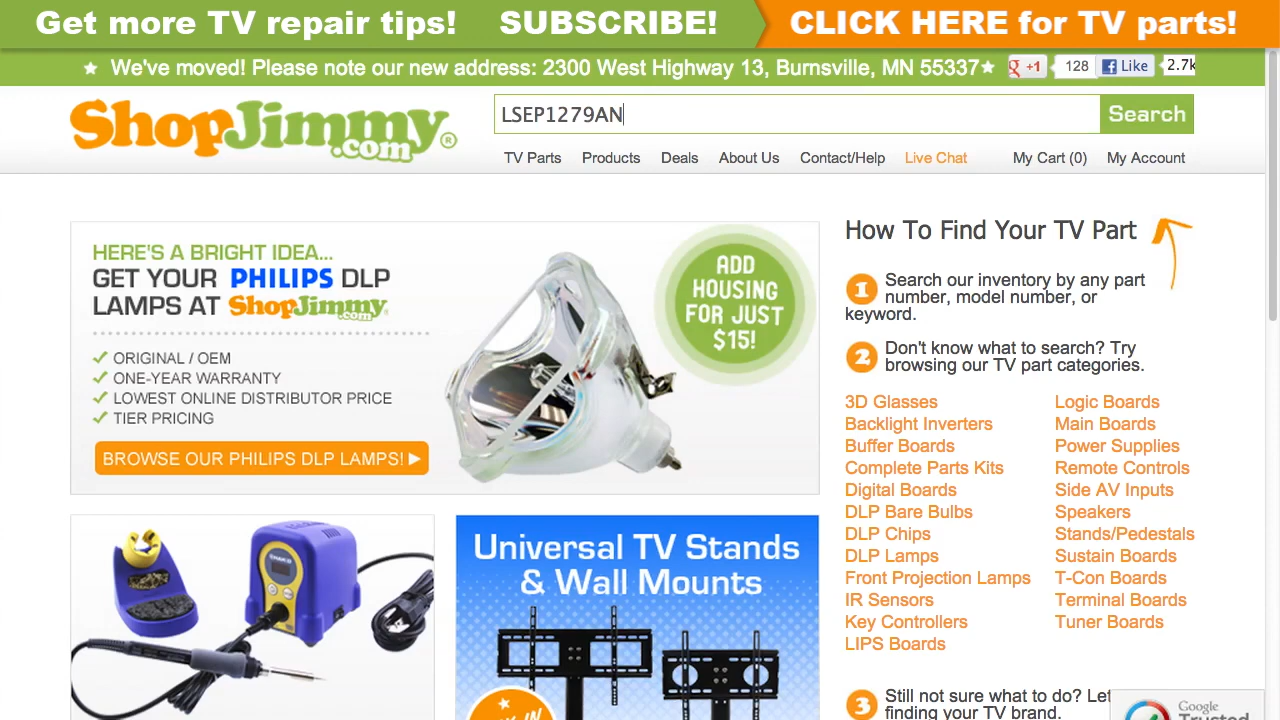 Get more TV repair tips! SUBSCRIBE! CLICK HERE for TV parts!
★ We've moved! Please note our new address: 2300 West Highway 13, Burnsville, MN 55337★ g +1 128 Like 2.7k
ShopJimmy.com®
LSEP1279AN Search
TV Parts Products Deals About Us Contact/Help Live Chat My Cart (0) My Account
HERE'S A BRIGHT IDEA...
GET YOUR PHILIPS DLP
LAMPS AT ShopJimmy.com
✓ ORIGINAL / OEM
✓ ONE-YEAR WARRANTY
✓ LOWEST ONLINE DISTRIBUTOR PRICE
✓ TIER PRICING
BROWSE OUR PHILIPS DLP LAMPS! ▶
ADD
HOUSING
FOR JUST
$15!
How To Find Your TV Part
1 Search our inventory by any part
number, model number, or
keyword.
2 Don't know what to search? Try
browsing our TV part categories.
3D Glasses
Backlight Inverters
Buffer Boards
Complete Parts Kits
Digital Boards
DLP Bare Bulbs
DLP Chips
DLP Lamps
Front Projection Lamps
IR Sensors
Key Controllers
LIPS Boards
Logic Boards
Main Boards
Power Supplies
Remote Controls
Side AV Inputs
Speakers
Stands/Pedestals
Sustain Boards
T-Con Boards
Terminal Boards
Tuner Boards
3 Still not sure what to do? Let
finding your TV brand.
Google
Trusted
Universal TV Stands
& Wall Mounts